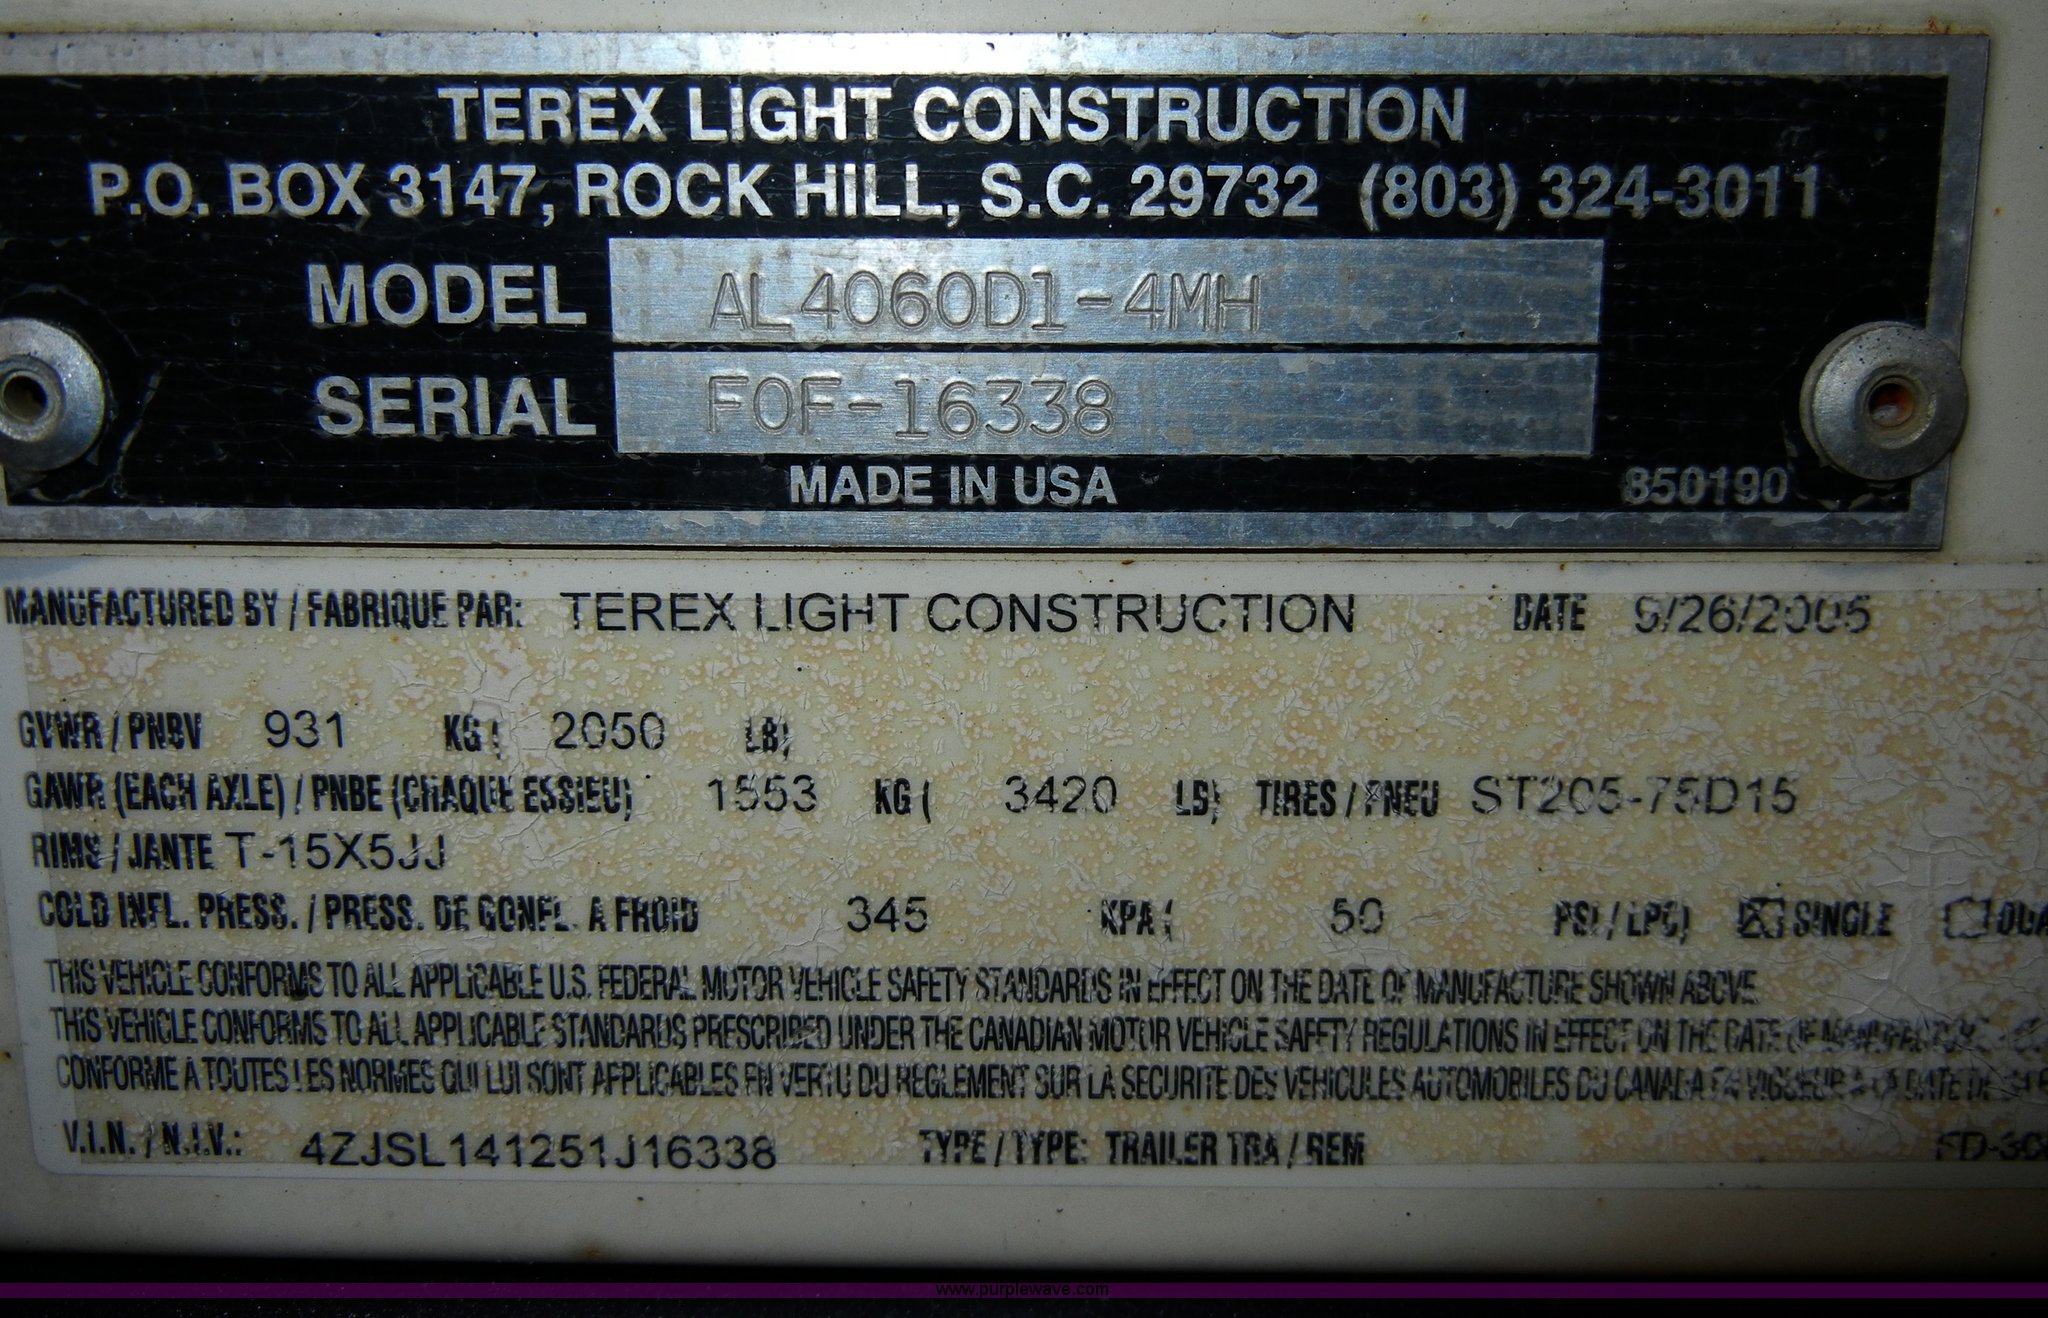 TEREX LIGHT CONSTRUCTION
P.O. BOX 3147, ROCK HILL, S.C. 29732 (803) 324-3011
MODEL AL4060D1-4MH
SERIAL FOF-16338
MADE IN USA 850190
MANUFACTURED BY / FABRIQUE PAR: TEREX LIGHT CONSTRUCTION DATE 9/26/2005
GVWR / PNBV 931 KG ( 2050 LB)
GAWR (EACH AXLE) / PNBE (CHAQUE ESSIEU) 1553 KG ( 3420 LB) TIRES / PNEU ST205-75D15
RIMS / JANTE T-15X5JJ
COLD INFL. PRESS. / PRESS. DE GONFL. A FROID 345 KPA ( 50 PSI / LPC) SINGLE
THIS VEHICLE CONFORMS TO ALL APPLICABLE U.S. FEDERAL MOTOR VEHICLE SAFETY STANDARDS IN EFFECT ON THE DATE OF MANUFACTURE SHOWN ABOVE
THIS VEHICLE CONFORMS TO ALL APPLICABLE STANDARDS PRESCRIBED UNDER THE CANADIAN MOTOR VEHICLE SAFETY REGULATIONS IN EFFECT ON THE DATE OF
CONFORME A TOUTES LES NORMES QUI LUI SONT APPLICABLES EN VERTU DU REGLEMENT SUR LA SECURITE DES VEHICULES AUTOMOBILES DU CANADA EN VIGUEUR A LA DATE DE
V.I.N. / N.I.V.: 4ZJSL141251J16338 TYPE / TYPE: TRAILER TRA / REM
www.purplewave.com